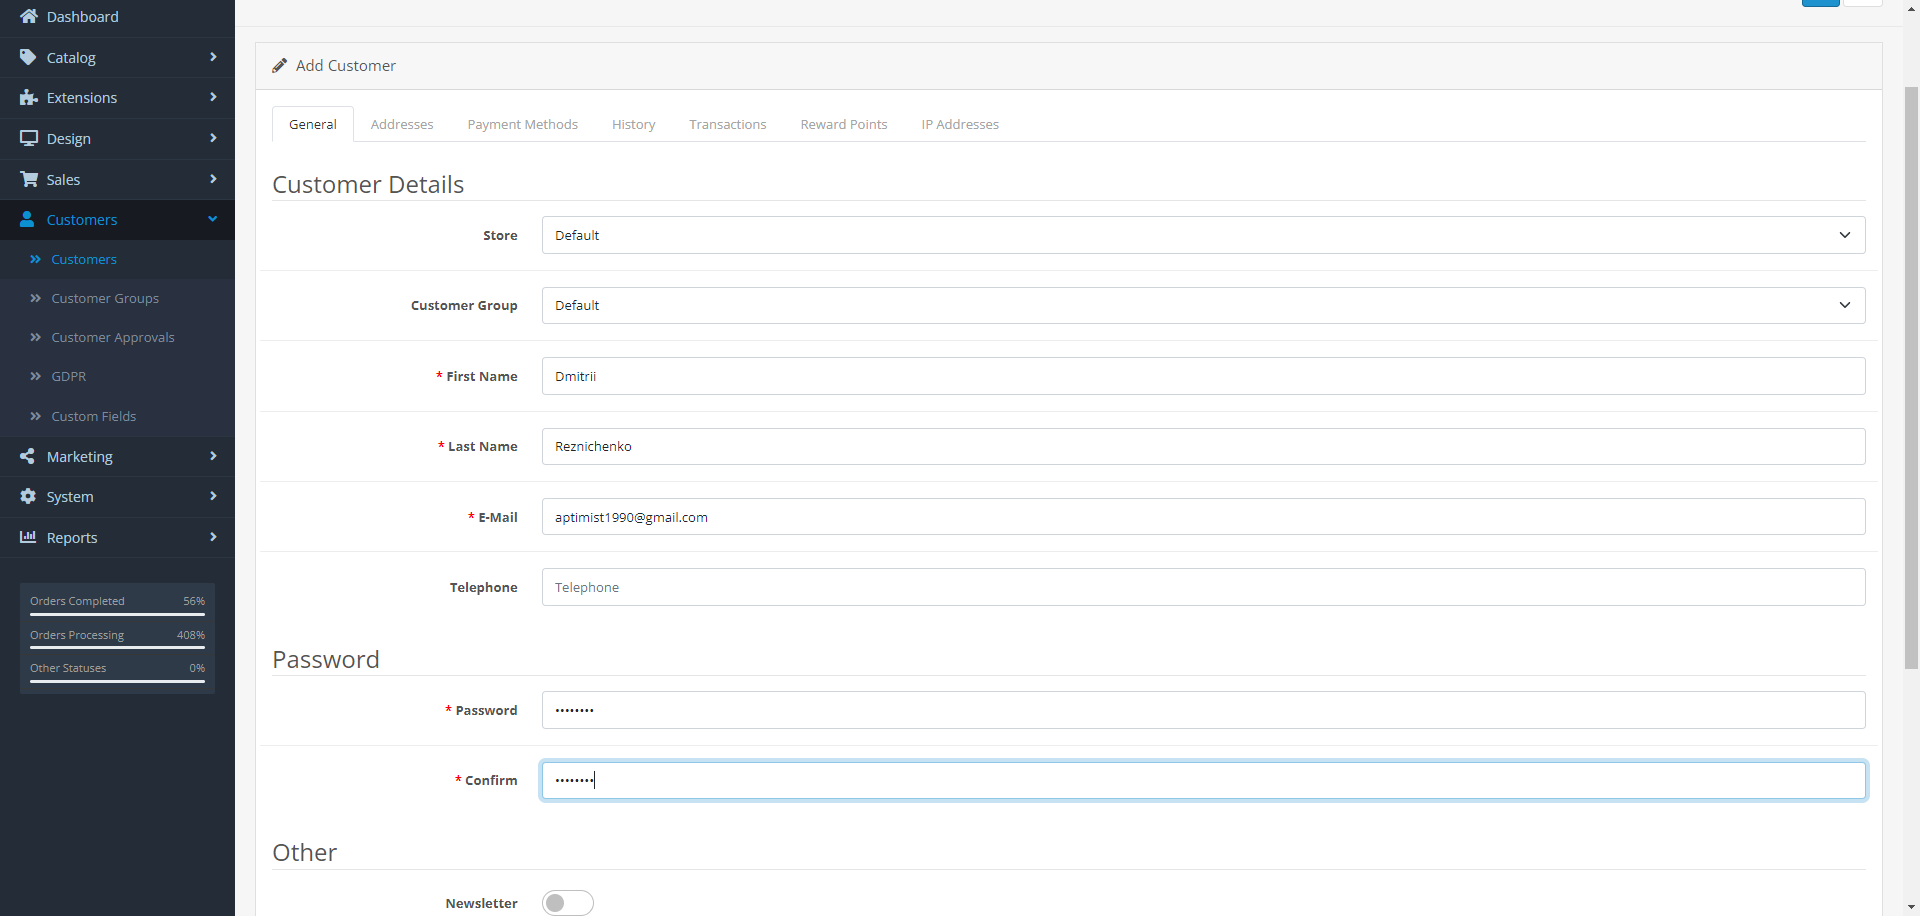 Dashboard
Catalog
Extensions
Design
Sales
Customers
Customers
Customer Groups
Customer Approvals
GDPR
Custom Fields
Marketing
System
Reports
Orders Completed 56%
Orders Processing 408%
Other Statuses 0%
Add Customer
General Addresses Payment Methods History Transactions Reward Points IP Addresses
Customer Details
Store Default
Customer Group Default
* First Name Dmitrii
* Last Name Reznichenko
* E-Mail aptimist1990@gmail.com
Telephone Telephone
Password
* Password ••••••••
* Confirm ••••••••
Other
Newsletter